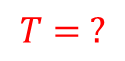 T = ?